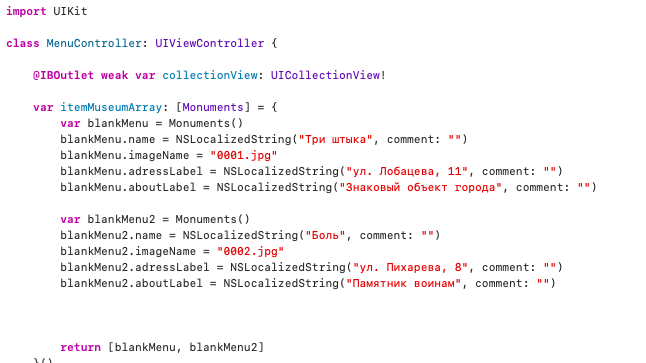 import UIKit
class MenuController: UIViewController {
@IBOutlet weak var collectionView: UICollectionView!
var itemMuseumArray: [Monuments] = {
var blankMenu = Monuments()
blankMenu.name = NSLocalizedString("Три штыка", comment: "")
blankMenu.imageName = "0001.jpg"
blankMenu.adressLabel = NSLocalizedString("ул. Лобацева, 11", comment: "")
blankMenu.aboutLabel = NSLocalizedString("Знаковый объект города", comment: "")
var blankMenu2 = Monuments()
blankMenu2.name = NSLocalizedString("Боль", comment: "")
blankMenu2.imageName = "0002.jpg"
blankMenu2.adressLabel = NSLocalizedString("ул. Пихарева, 8", comment: "")
blankMenu2.aboutLabel = NSLocalizedString("Памятник воинам", comment: "")
return [blankMenu, blankMenu2]
}()